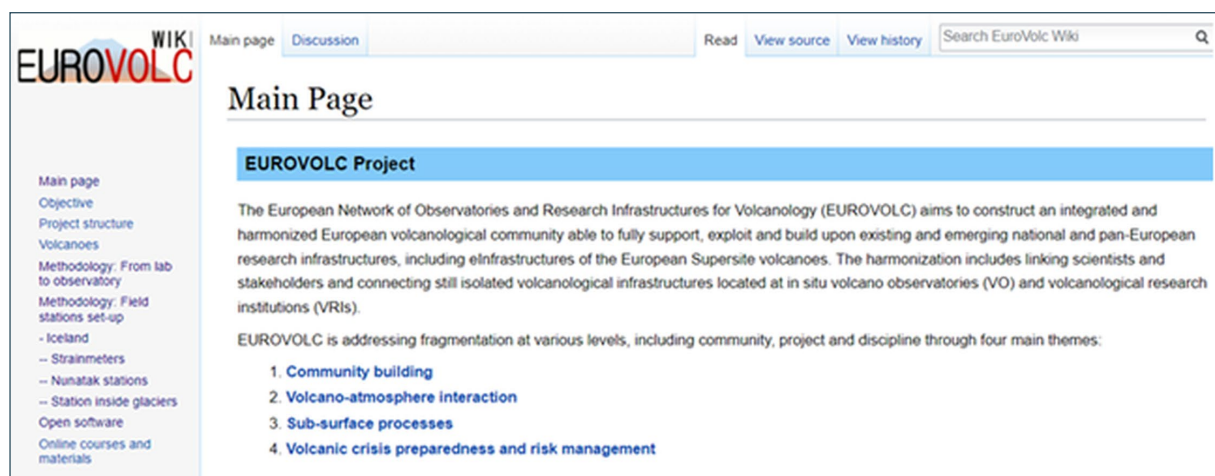 WIKI
EUROVOLC
Main page Discussion Read View source View history Search EuroVolc Wiki
Main Page
Main page
Objective
Project structure
Volcanoes
Methodology: From lab
to observatory
Methodology: Field
stations set-up
- Iceland
-- Strainmeters
-- Nunatak stations
-- Station inside glaciers
Open software
Online courses and
materials
EUROVOLC Project
The European Network of Observatories and Research Infrastructures for Volcanology (EUROVOLC) aims to construct an integrated and
harmonized European volcanological community able to fully support, exploit and build upon existing and emerging national and pan-European
research infrastructures, including eInfrastructures of the European Supersite volcanoes. The harmonization includes linking scientists and
stakeholders and connecting still isolated volcanological infrastructures located at in situ volcano observatories (VO) and volcanological research
institutions (VRIs).
EUROVOLC is addressing fragmentation at various levels, including community, project and discipline through four main themes:
1. Community building
2. Volcano-atmosphere interaction
3. Sub-surface processes
4. Volcanic crisis preparedness and risk management